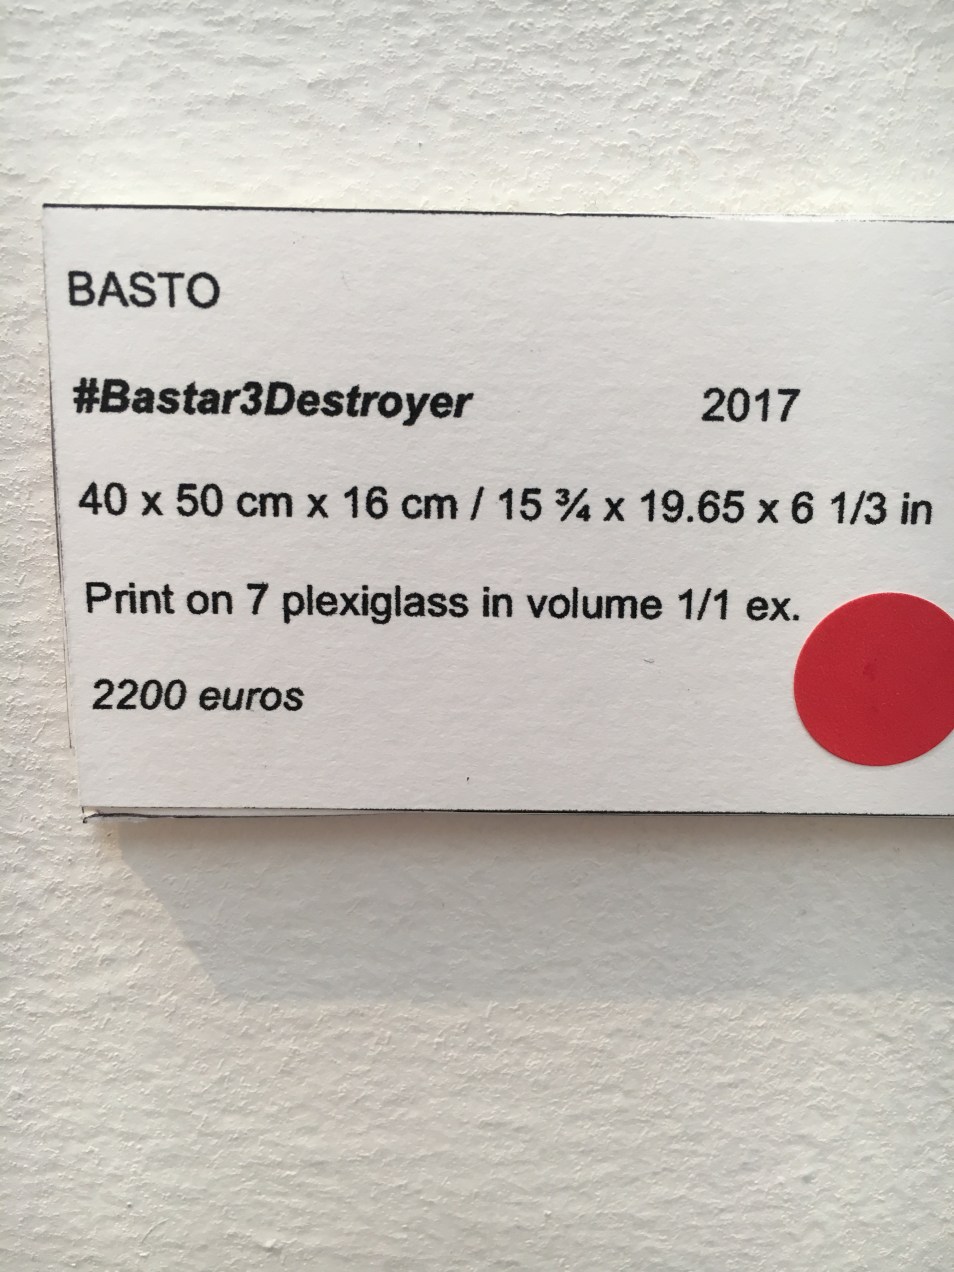 BASTO
#Bastar3Destroyer 2017
40 x 50 cm x 16 cm / 15 ¾ x 19.65 x 6 1/3 in
Print on 7 plexiglass in volume 1/1 ex.
2200 euros